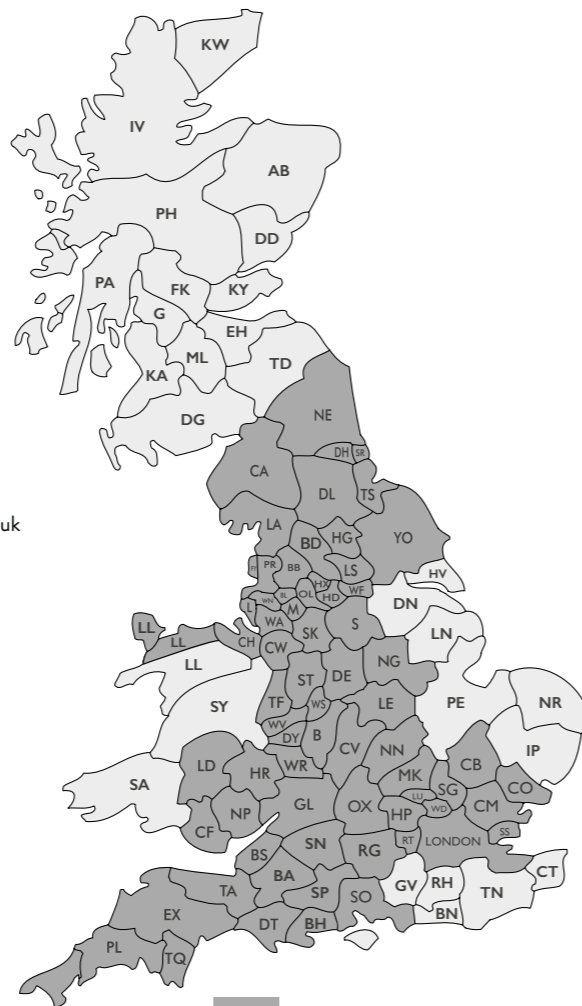 KW
IV
AB
PH
DD
PA
FK
KY
G
EH
ML
TD
KA
DG
NE
DH
SR
CA
DL
TS
LA
uk
BD
HG
YO
PR
BB
LS
HV
HX
WF
OL
HD
BL
WN
DN
L
M
WA
S
LN
LL
SK
LL
CH
CW
LL
ST
DE
NG
PE
NR
SY
TF
WS
LE
WV
DY
B
CV
NN
IP
LD
HR
WR
MK
SG
CB
SA
NP
GL
OX
LU
WD
CM
CO
CF
HP
SS
SN
RT
LONDON
BS
RG
BA
GV
RH
CT
TA
SP
SO
TN
EX
DT
BH
BN
PL
TQ